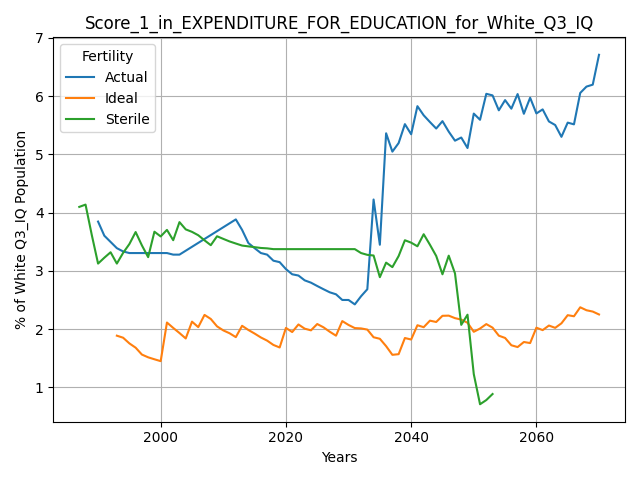 Score_1_in_EXPENDITURE_FOR_EDUCATION_for_White_Q3_IQ
Fertility
Actual
Ideal
Sterile
% of White Q3_IQ Population
7
6
5
4
3
2
1
2000 2020 2040 2060
Years